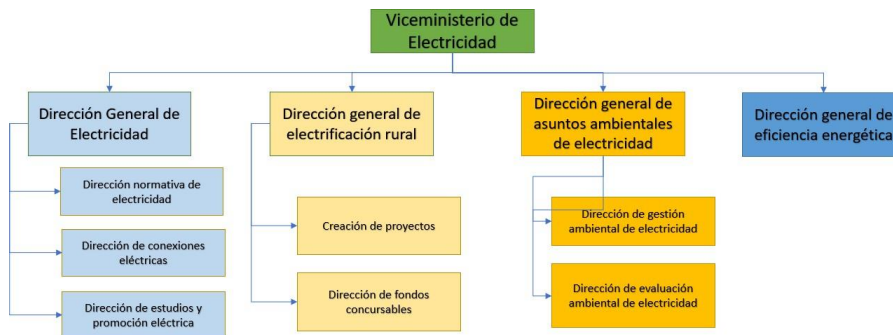 Viceministerio de
Electricidad
Dirección General de
Electricidad
Dirección normativa de
electricidad
Dirección de conexiones
eléctricas
Dirección de estudios y
promoción eléctrica
Dirección general de
electrificación rural
Creación de proyectos
Dirección de fondos
concursables
Dirección general de
asuntos ambientales
de electricidad
Dirección de gestión
ambiental de electricidad
Dirección de evaluación
ambiental de electricidad
Dirección general de
eficiencia energética